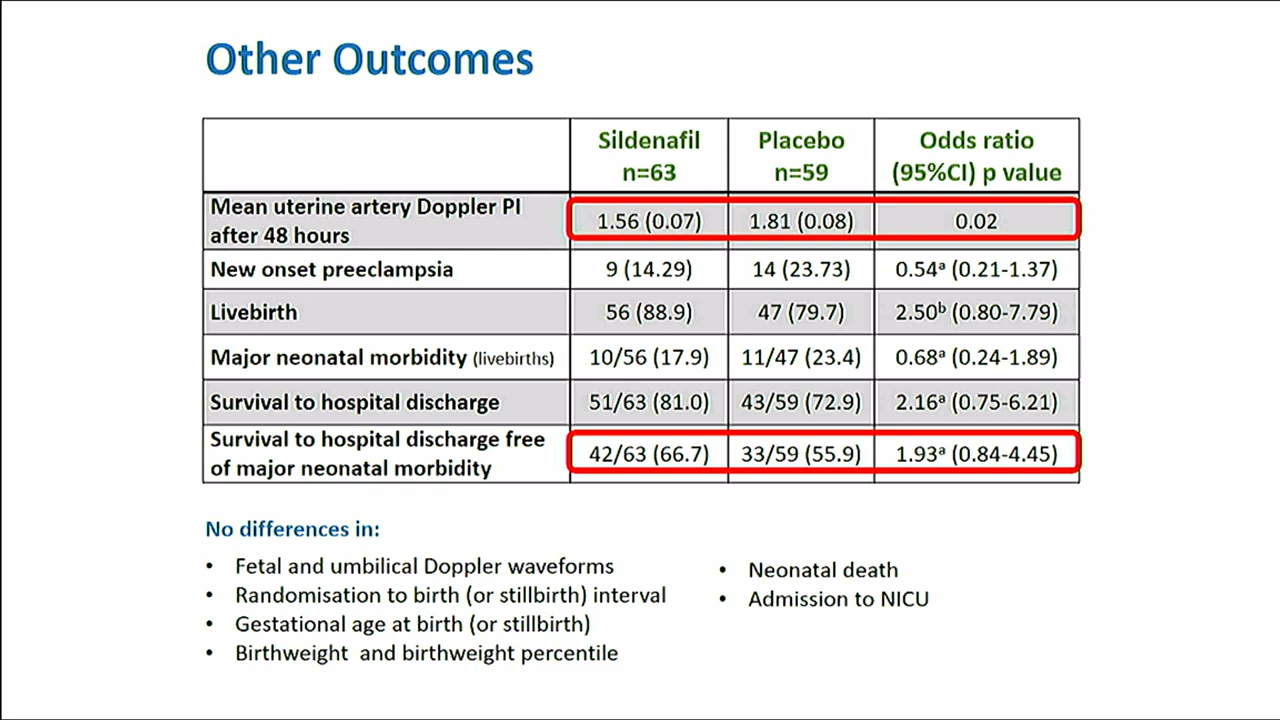 Other Outcomes
Sildenafil
n=63
Placebo
n=59
Odds ratio
(95%CI) p value
Mean uterine artery Doppler PI
after 48 hours
1.56 (0.07)
1.81 (0.08)
0.02
New onset preeclampsia
9 (14.29)
14 (23.73)
0.54ᵃ (0.21-1.37)
Livebirth
56 (88.9)
47 (79.7)
2.50ᵇ (0.80-7.79)
Major neonatal morbidity (livebirths)
10/56 (17.9)
11/47 (23.4)
0.68ᵃ (0.24-1.89)
Survival to hospital discharge
51/63 (81.0)
43/59 (72.9)
2.16ᵃ (0.75-6.21)
Survival to hospital discharge free
of major neonatal morbidity
42/63 (66.7)
33/59 (55.9)
1.93ᵃ (0.84-4.45)
No differences in:
• Fetal and umbilical Doppler waveforms
• Randomisation to birth (or stillbirth) interval
• Gestational age at birth (or stillbirth)
• Birthweight and birthweight percentile
• Neonatal death
• Admission to NICU